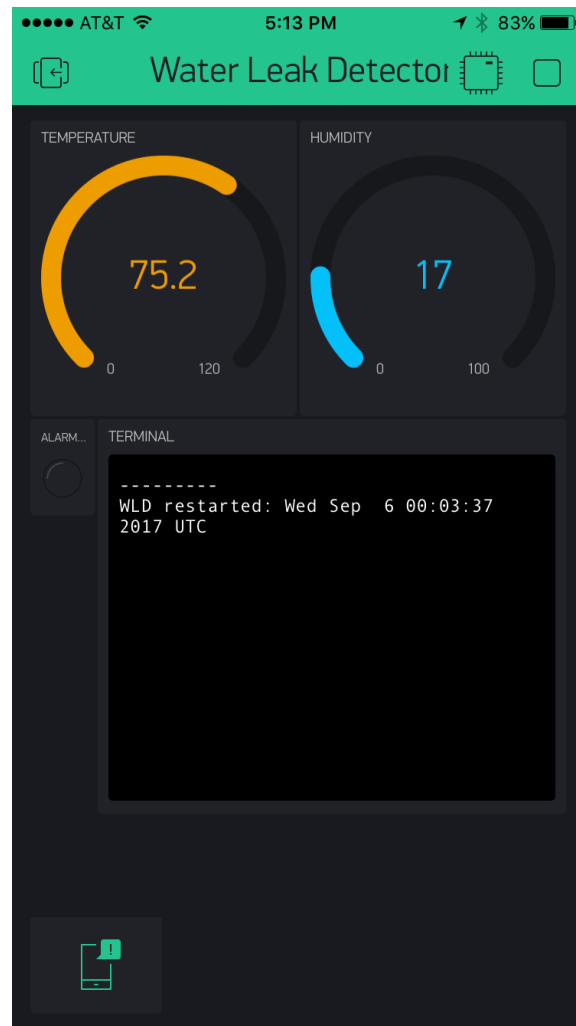 AT&T 5:13 PM 83%
Water Leak Detector
TEMPERATURE
75.2
0 120
HUMIDITY
17
0 100
ALARM...
TERMINAL
---------
WLD restarted: Wed Sep  6 00:03:37
2017 UTC
!